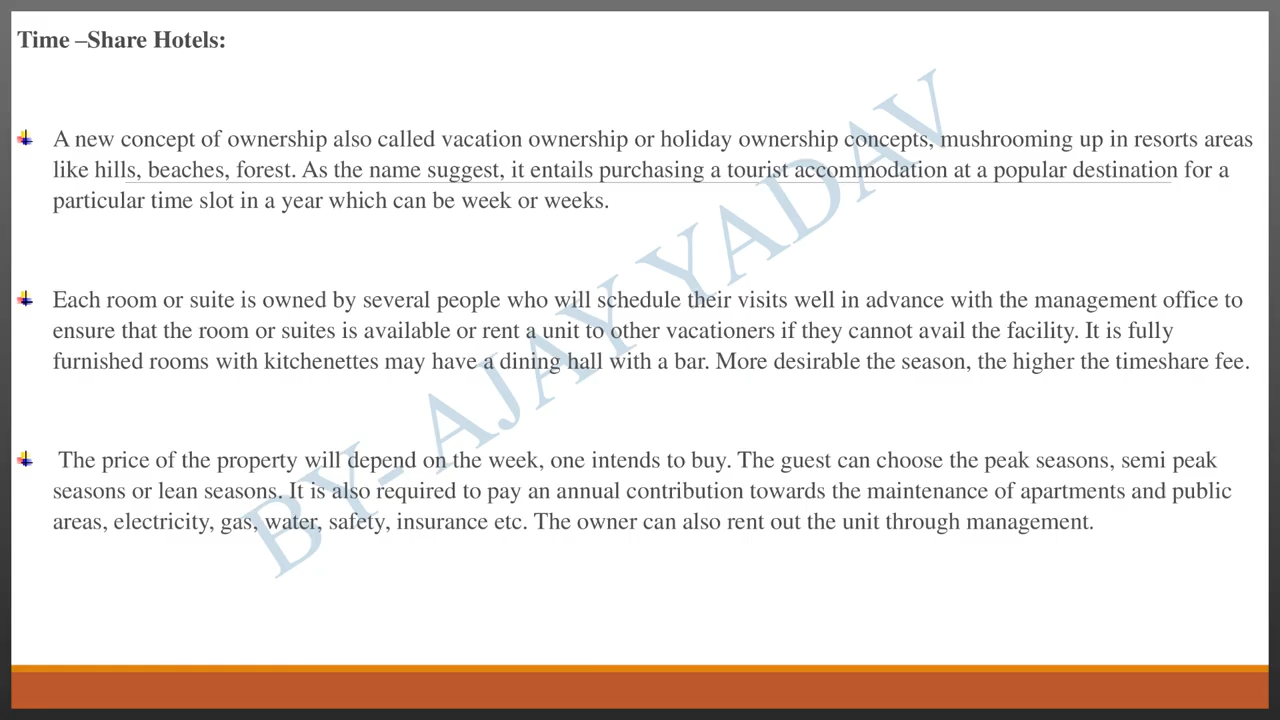 Time –Share Hotels:
A new concept of ownership also called vacation ownership or holiday ownership concepts, mushrooming up in resorts areas
like hills, beaches, forest. As the name suggest, it entails purchasing a tourist accommodation at a popular destination for a
particular time slot in a year which can be week or weeks.
Each room or suite is owned by several people who will schedule their visits well in advance with the management office to
ensure that the room or suites is available or rent a unit to other vacationers if they cannot avail the facility. It is fully
furnished rooms with kitchenettes may have a dining hall with a bar. More desirable the season, the higher the timeshare fee.
The price of the property will depend on the week, one intends to buy. The guest can choose the peak seasons, semi peak
seasons or lean seasons. It is also required to pay an annual contribution towards the maintenance of apartments and public
areas, electricity, gas, water, safety, insurance etc. The owner can also rent out the unit through management.
BY- AJAY YADAV